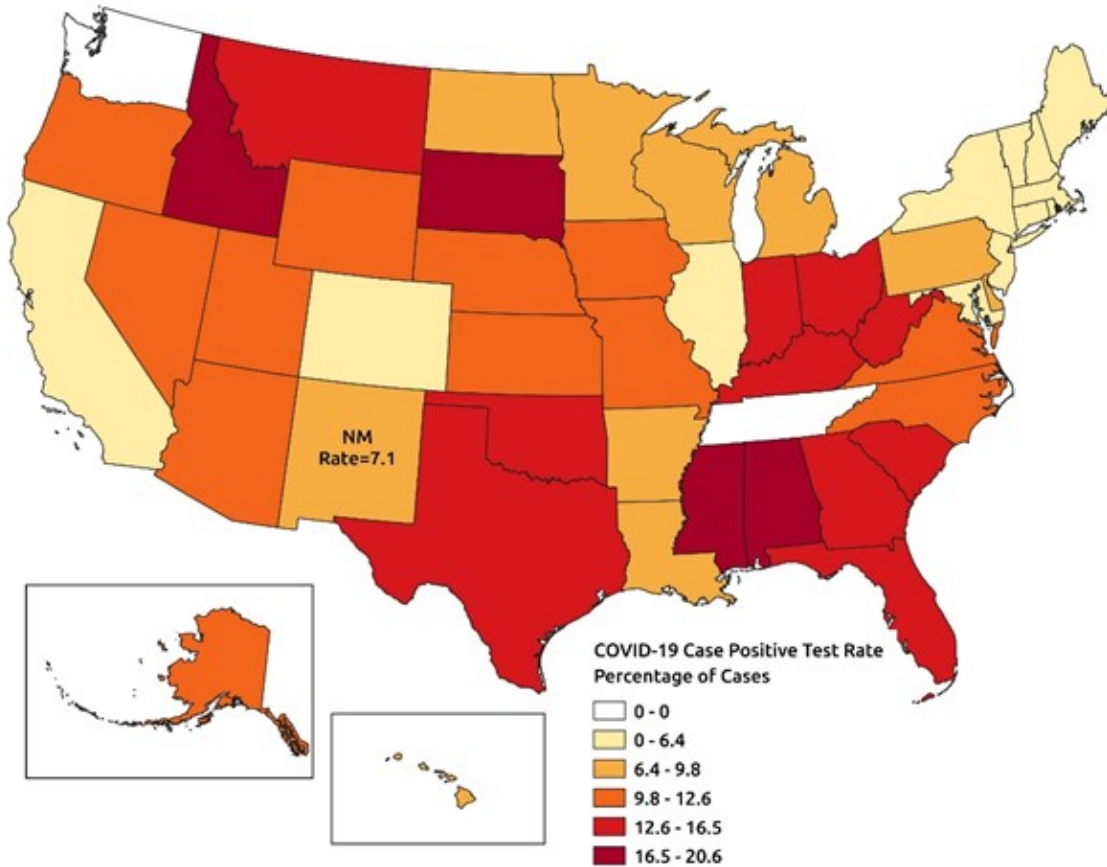 NM
Rate=7.1
COVID-19 Case Positive Test Rate
Percentage of Cases
0 - 0
0 - 6.4
6.4 - 9.8
9.8 - 12.6
12.6 - 16.5
16.5 - 20.6